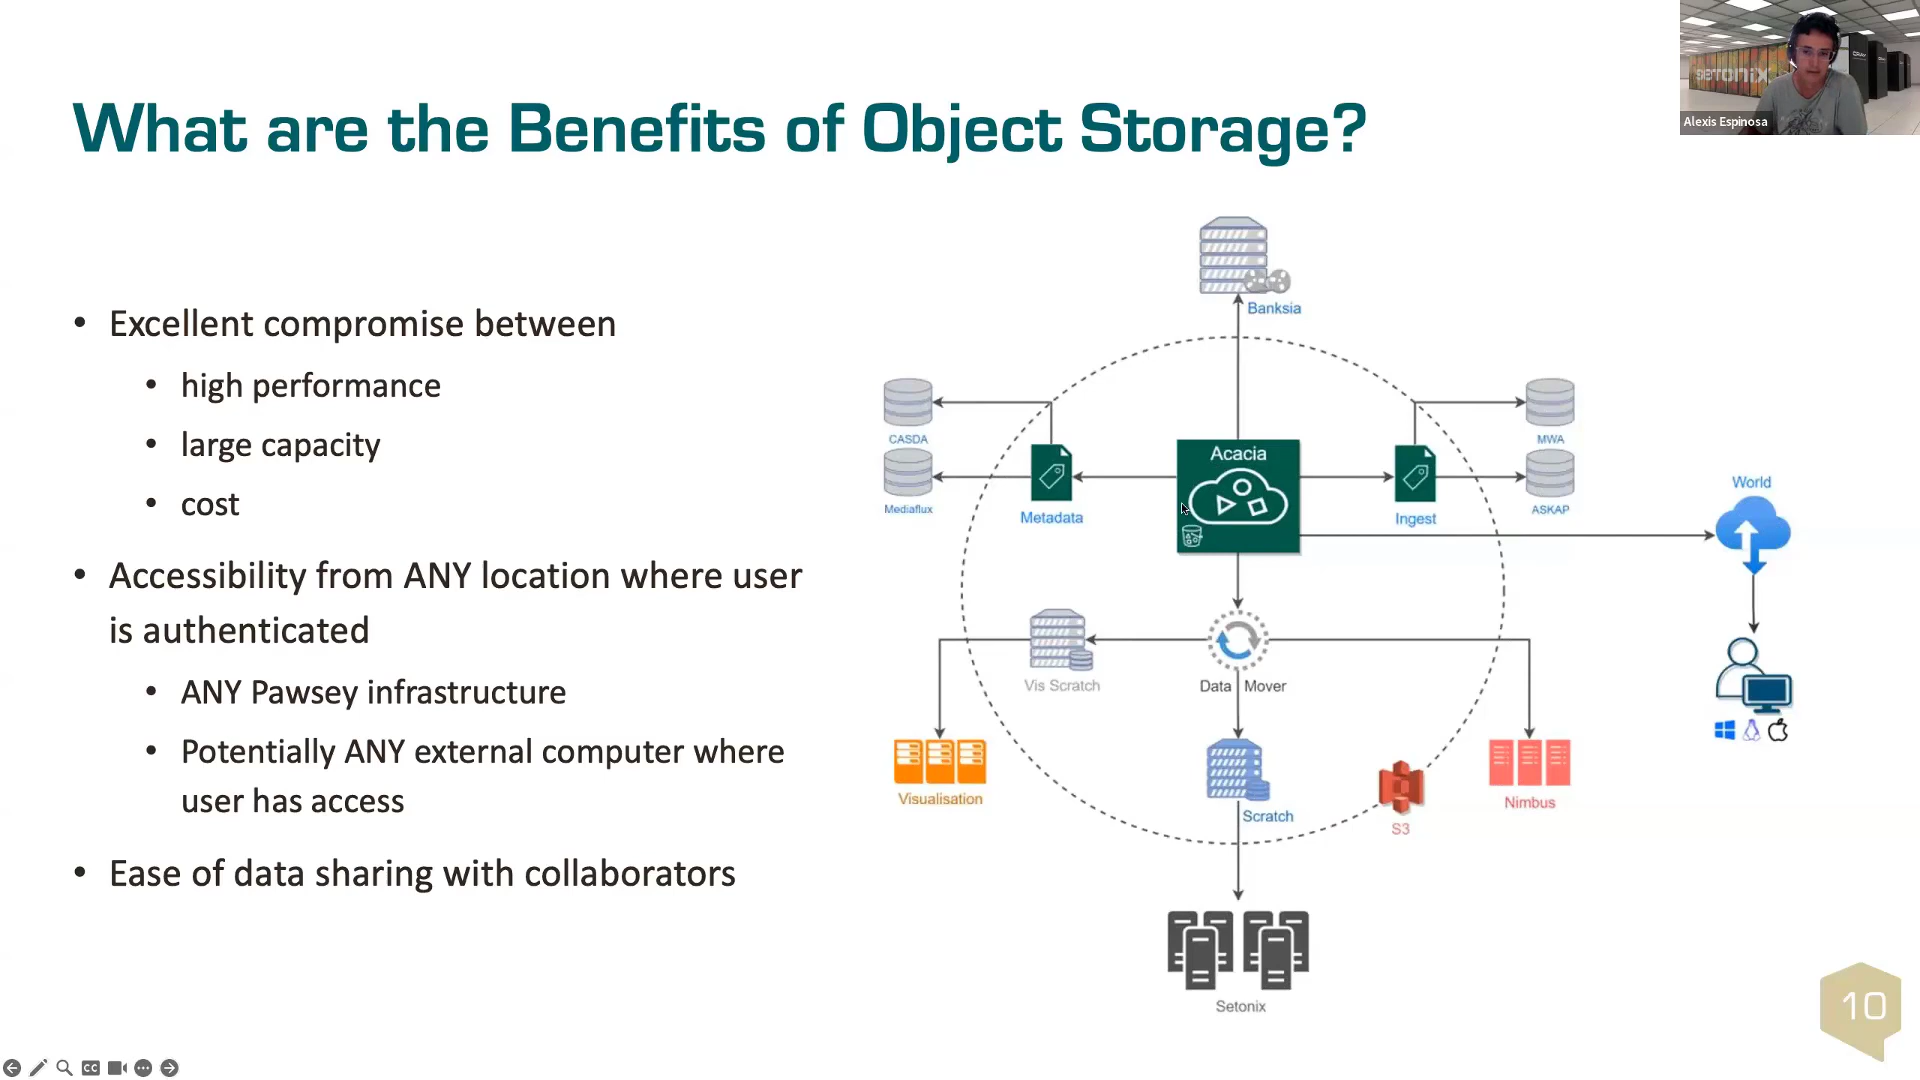 What are the Benefits of Object Storage?
setonix
Alexis Espinosa
• Excellent compromise between
• high performance
• large capacity
• cost
• Accessibility from ANY location where user
is authenticated
• ANY Pawsey infrastructure
• Potentially ANY external computer where
user has access
• Ease of data sharing with collaborators
Banksia
CASDA
Mediaflux
Metadata
Acacia
Ingest
MWA
ASKAP
World
Vis Scratch
Data Mover
Visualisation
Scratch
S3
Nimbus
Setonix
10
CC